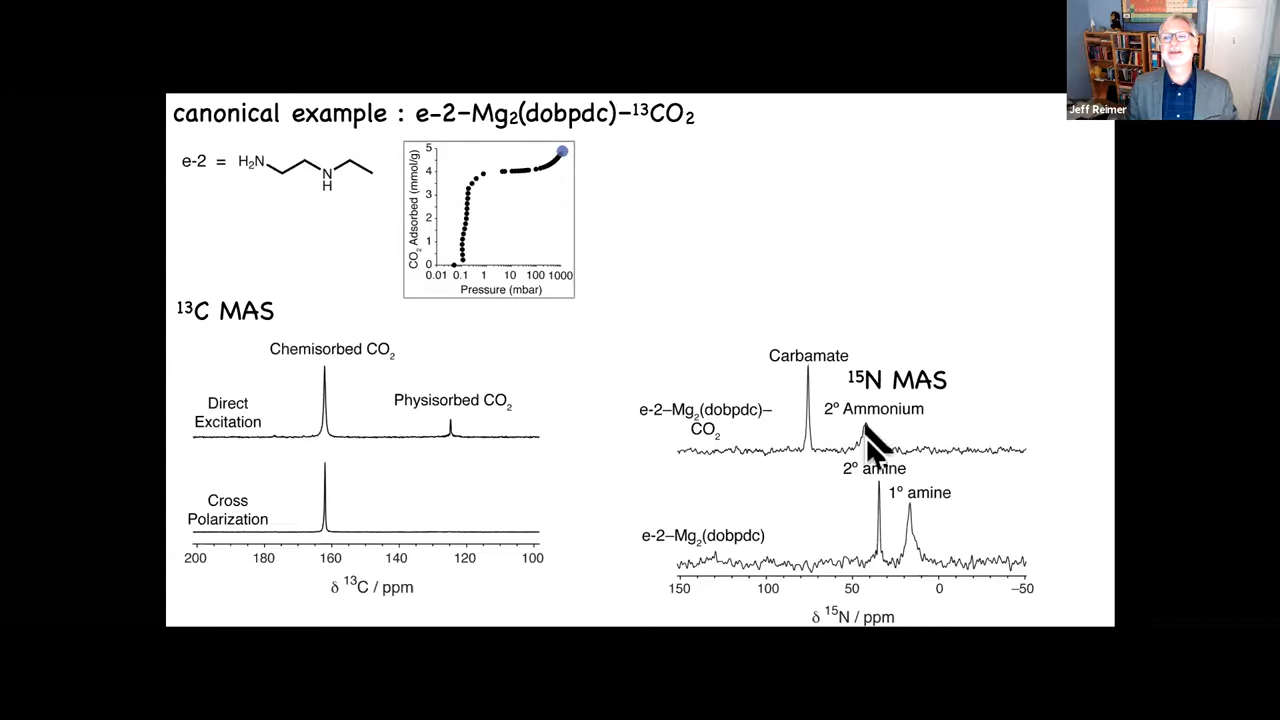 Jeff Reimer
canonical example : e-2-Mg₂(dobpdc)-¹³CO₂
e-2 = H₂N
N
H
CO₂ Adsorbed (mmol/g)
5
4
3
2
1
0
0.01 0.1 1 10 100 1000
Pressure (mbar)
¹³C MAS
Chemisorbed CO₂
Direct
Excitation
Physisorbed CO₂
Cross
Polarization
200 180 160 140 120 100
δ ¹³C / ppm
Carbamate
¹⁵N MAS
e-2–Mg₂(dobpdc)–
CO₂
2º Ammonium
2º amine
1º amine
e-2–Mg₂(dobpdc)
150 100 50 0 –50
δ ¹⁵N / ppm